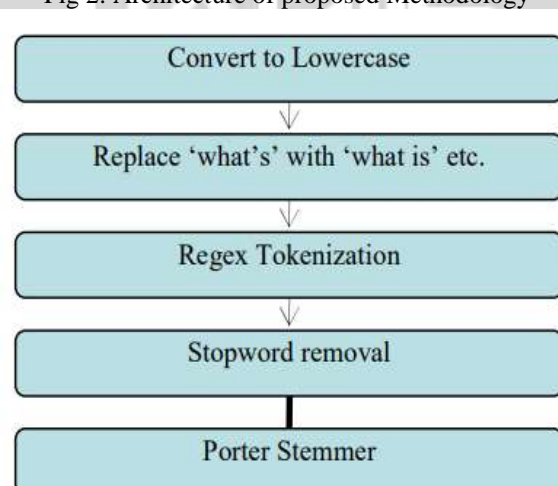 Fig 2: Architecture of proposed Methodology
Convert to Lowercase
Replace ‘what’s’ with ‘what is’ etc.
Regex Tokenization
Stopword removal
Porter Stemmer